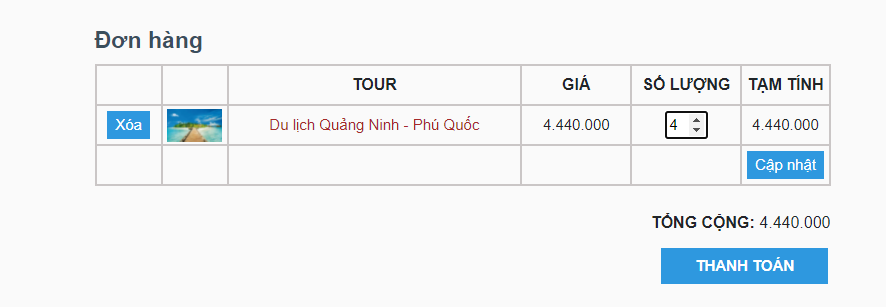 Đơn hàng
TOUR GIÁ SỐ LƯỢNG TẠM TÍNH
Xóa Du lịch Quảng Ninh - Phú Quốc 4.440.000 4 4.440.000
Cập nhật
TỔNG CỘNG: 4.440.000
THANH TOÁN